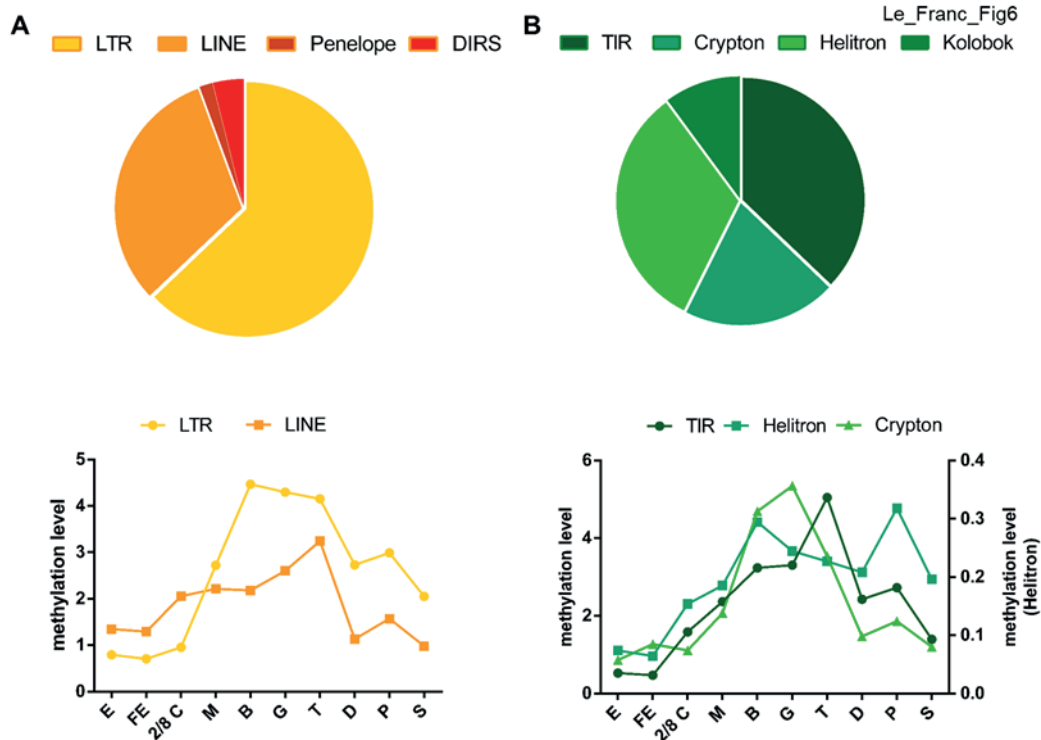 Le_Franc_Fig6
A
LTR LINE Penelope DIRS
B
TIR Crypton Helitron Kolobok
LTR LINE
methylation level
5
4
3
2
1
0
E FE 2/8 C M B G T D P S
TIR Helitron Crypton
methylation level
6
4
2
0
0.4
0.3
0.2
0.1
0.0
methylation level
(Helitron)
E FE 2/8 C M B G T D P S